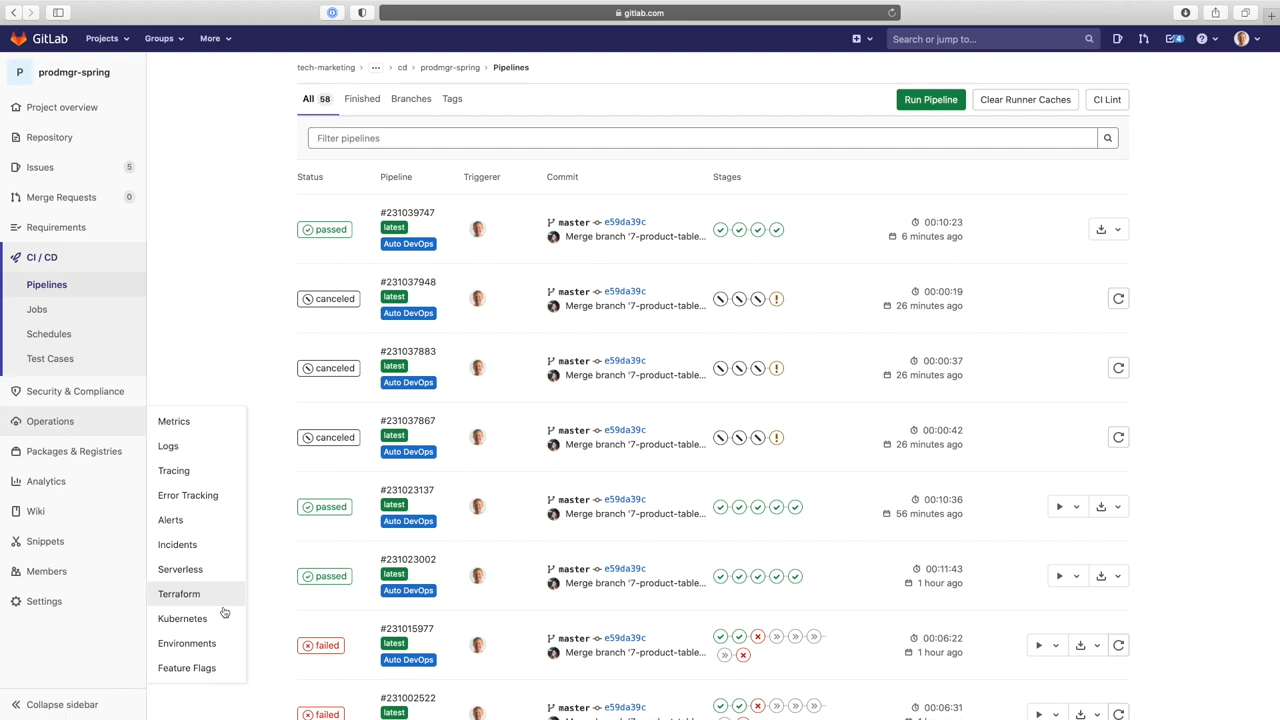 gitlab.com
GitLab Projects Groups More Search or jump to... 4
P prodmgr-spring
Project overview
Repository
Issues 5
Merge Requests 0
Requirements
CI / CD
Pipelines
Jobs
Schedules
Test Cases
Security & Compliance
Operations
Packages & Registries
Analytics
Wiki
Snippets
Members
Settings
Collapse sidebar
Metrics
Logs
Tracing
Error Tracking
Alerts
Incidents
Serverless
Terraform
Kubernetes
Environments
Feature Flags
tech-marketing > ... > cd > prodmgr-spring > Pipelines
All 58 Finished Branches Tags Run Pipeline Clear Runner Caches CI Lint
Filter pipelines
Status Pipeline Triggerer Commit Stages
#231039747
passed latest master e59da39c 00:10:23
Auto DevOps Merge branch '7-product-table... 6 minutes ago
#231037948
canceled latest master e59da39c 00:00:19
Auto DevOps Merge branch '7-product-table... 26 minutes ago
#231037883
canceled latest master e59da39c 00:00:37
Auto DevOps Merge branch '7-product-table... 26 minutes ago
#231037867
canceled latest master e59da39c 00:00:42
Auto DevOps Merge branch '7-product-table... 26 minutes ago
#231023137
passed latest master e59da39c 00:10:36
Auto DevOps Merge branch '7-product-table... 56 minutes ago
#231023002
passed latest master e59da39c 00:11:43
Auto DevOps Merge branch '7-product-table... 1 hour ago
#231015977
failed latest master e59da39c 00:06:22
Auto DevOps Merge branch '7-product-table... 1 hour ago
#231002522
failed latest master e59da39c 00:06:31